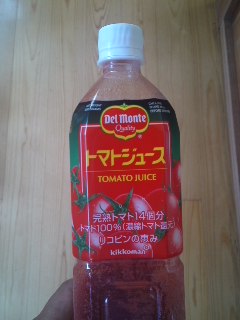 Del Monte
Quality
®
トマトジュース
TOMATO JUICE
完熟トマト14個分
トマト100%(濃縮トマト還元)
リコピンの恵み
kikkoman